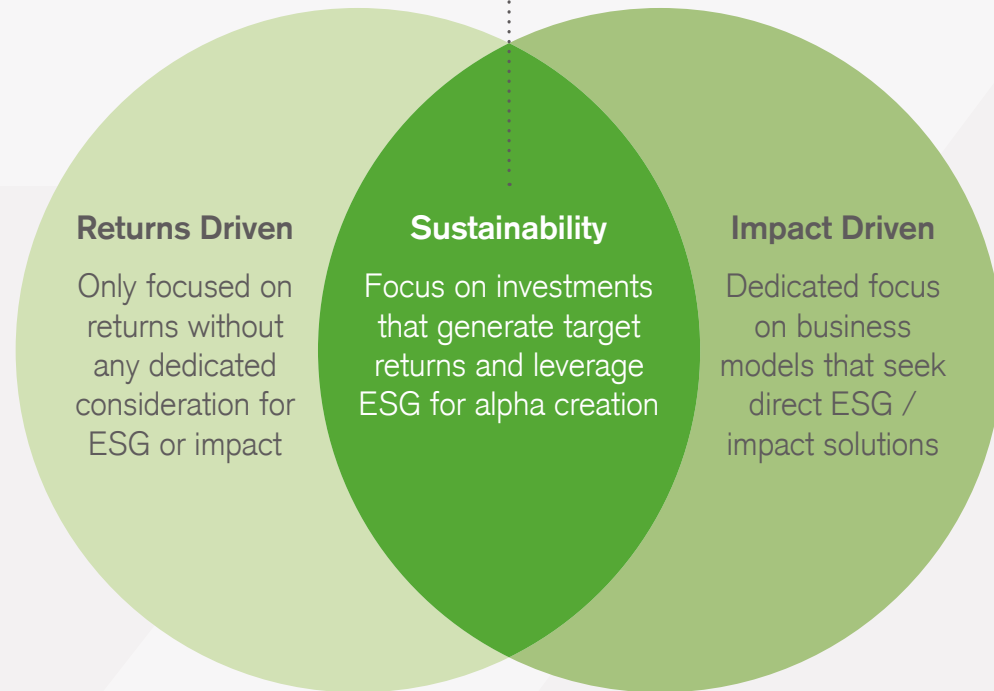 Returns Driven
Only focused on
returns without
any dedicated
consideration for
ESG or impact
Sustainability
Focus on investments
that generate target
returns and leverage
ESG for alpha creation
Impact Driven
Dedicated focus
on business
models that seek
direct ESG /
impact solutions